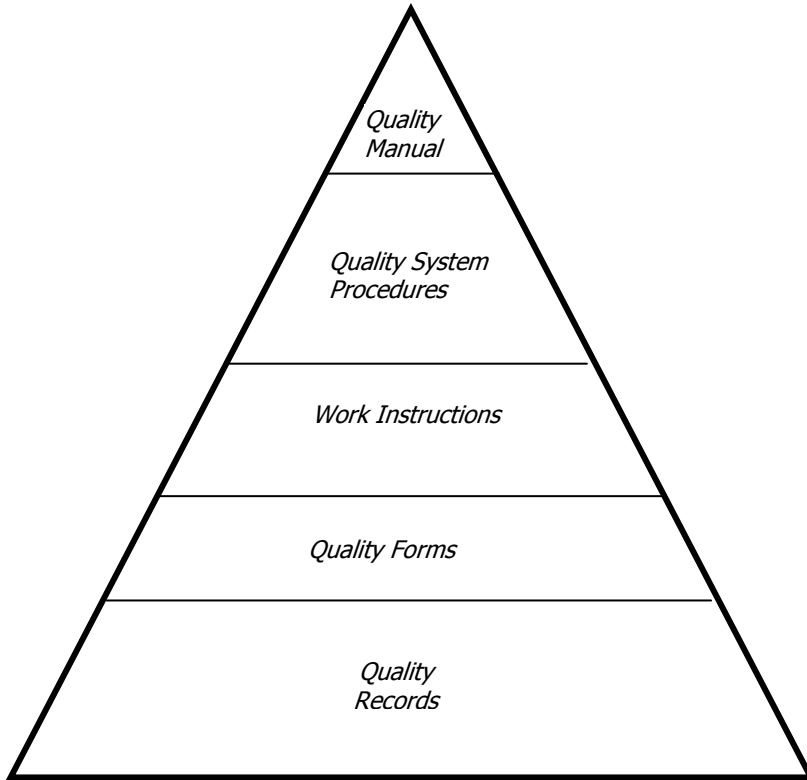 Quality
Manual
Quality System
Procedures
Work Instructions
Quality Forms
Quality
Records